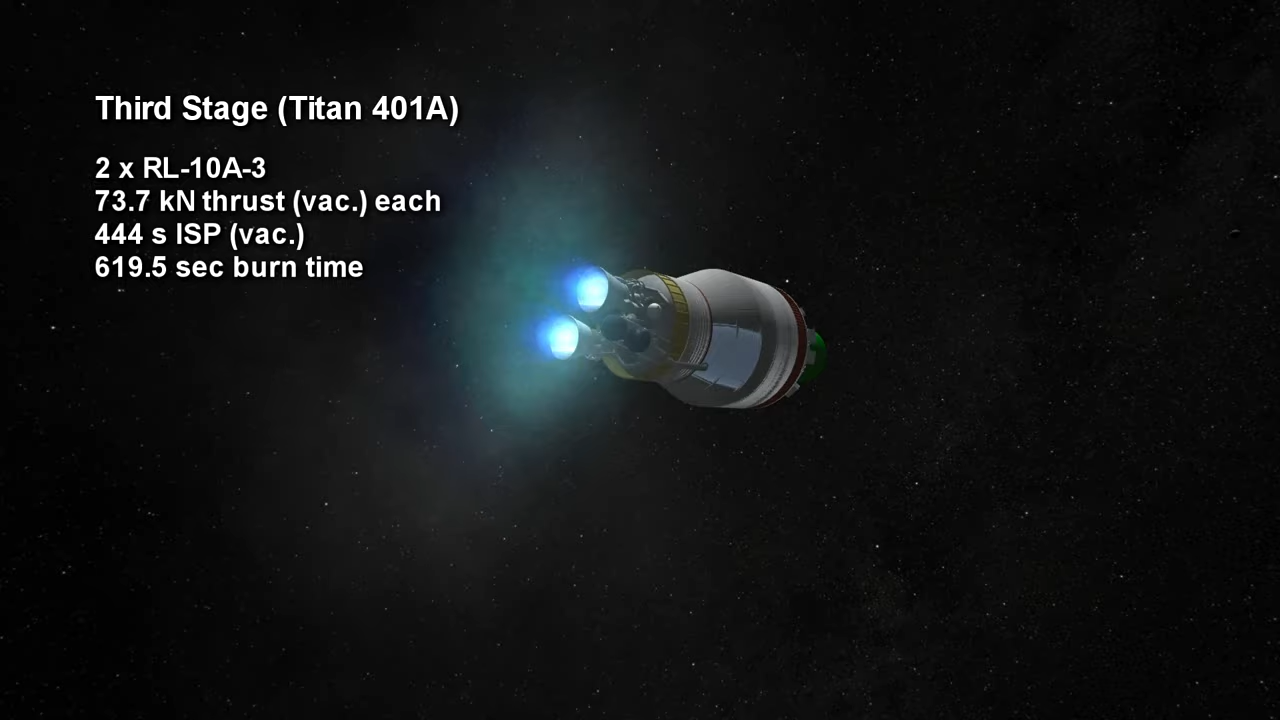 Third Stage (Titan 401A)
2 x RL-10A-3
73.7 kN thrust (vac.) each
444 s ISP (vac.)
619.5 sec burn time